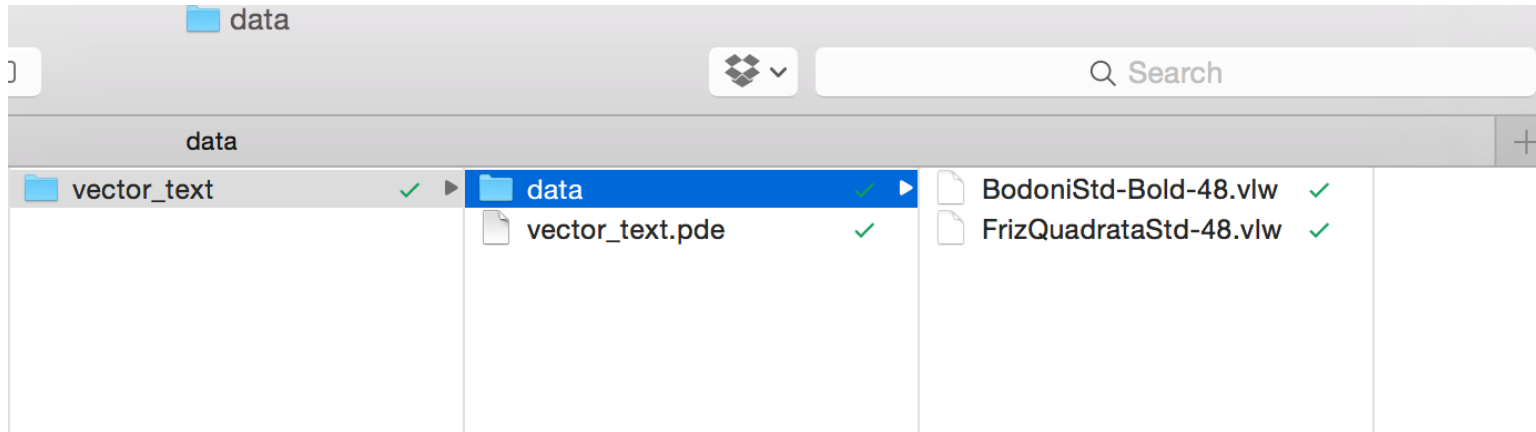 data
Search
data
vector_text
data
BodoniStd-Bold-48.vlw
vector_text.pde
FrizQuadrataStd-48.vlw